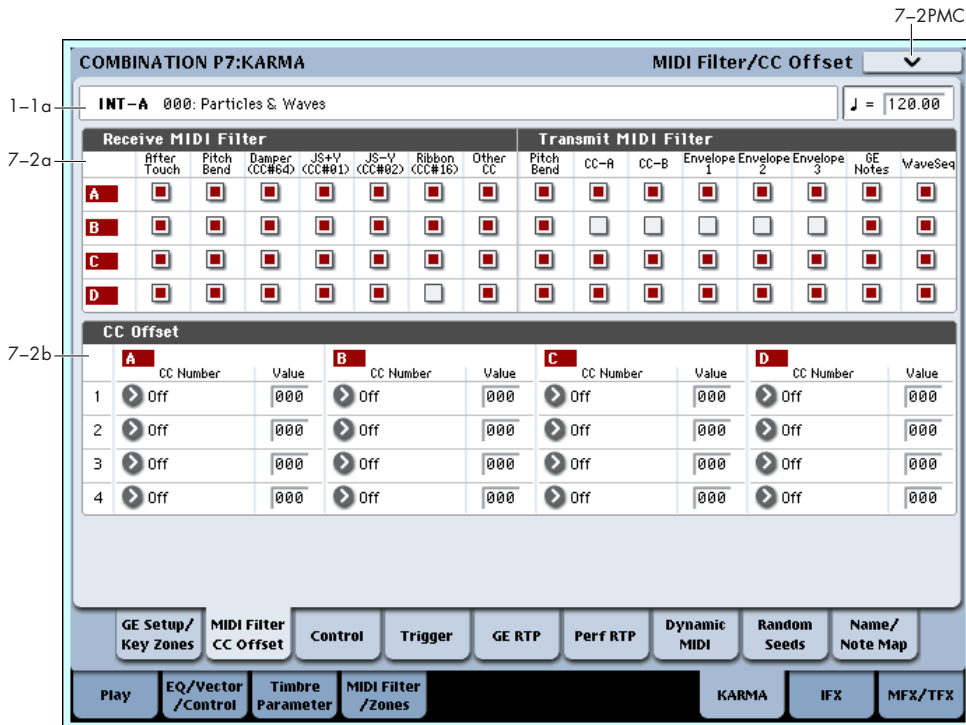 7–2PMC
COMBINATION P7:KARMA
MIDI Filter/CC Offset
1–1a
INT–A 000: Particles & Waves
♩ = 120.00
Receive MIDI Filter
Transmit MIDI Filter
7–2a
After Touch
Pitch Bend
Damper (CC#64)
JS+Y (CC#01)
JS–Y (CC#02)
Ribbon (CC#16)
Other CC
Pitch Bend
CC–A
CC–B
Envelope 1
Envelope 2
Envelope 3
GE Notes
WaveSeq
A
B
C
D
CC Offset
7–2b
A
B
C
D
CC Number Value CC Number Value CC Number Value CC Number Value
1 Off 000 Off 000 Off 000 Off 000
2 Off 000 Off 000 Off 000 Off 000
3 Off 000 Off 000 Off 000 Off 000
4 Off 000 Off 000 Off 000 Off 000
GE Setup/
Key Zones
MIDI Filter
CC Offset
Control
Trigger
GE RTP
Perf RTP
Dynamic
MIDI
Random
Seeds
Name/
Note Map
Play
EQ/Vector
/Control
Timbre
Parameter
MIDI Filter
/Zones
KARMA
IFX
MFX/TFX